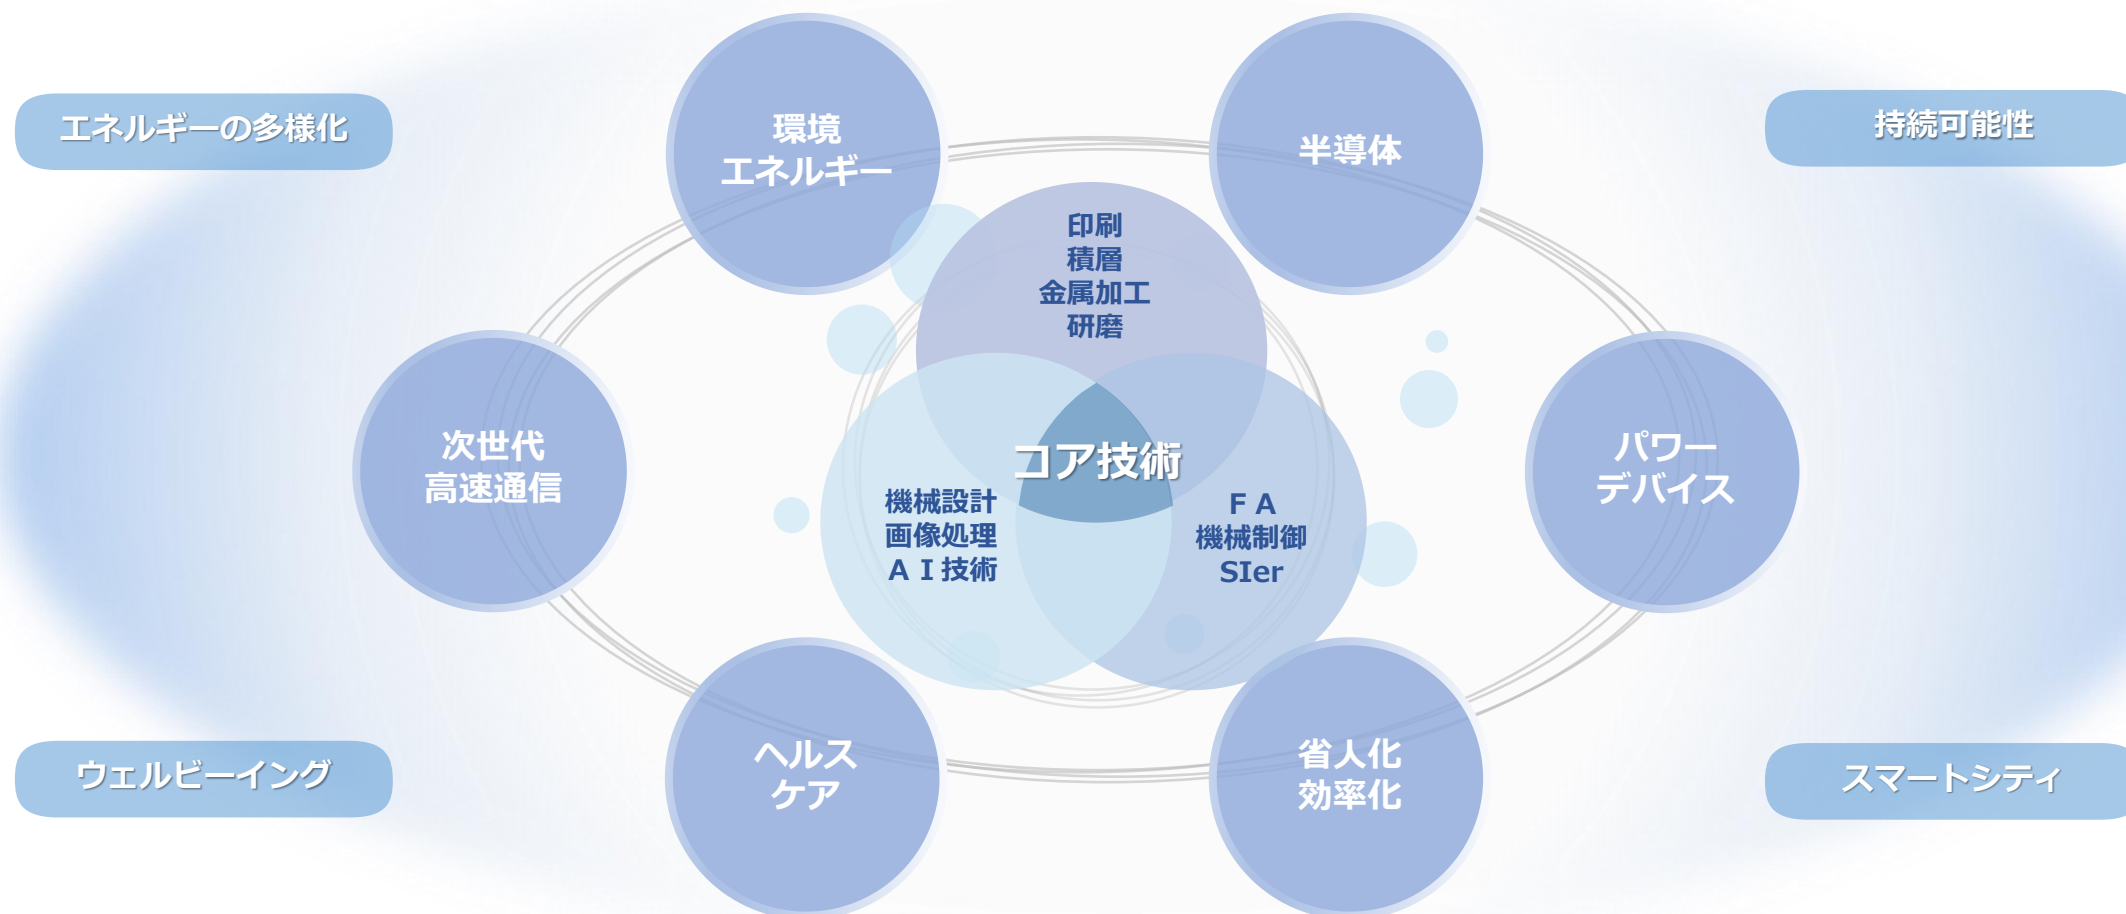 エネルギーの多様化
環境
エネルギー
半導体
持続可能性
印刷
積層
金属加工
研磨
次世代
高速通信
コア技術
パワー
デバイス
機械設計
画像処理
ＡＩ技術
ＦＡ
機械制御
SIer
ウェルビーイング
ヘルス
ケア
省人化
効率化
スマートシティ